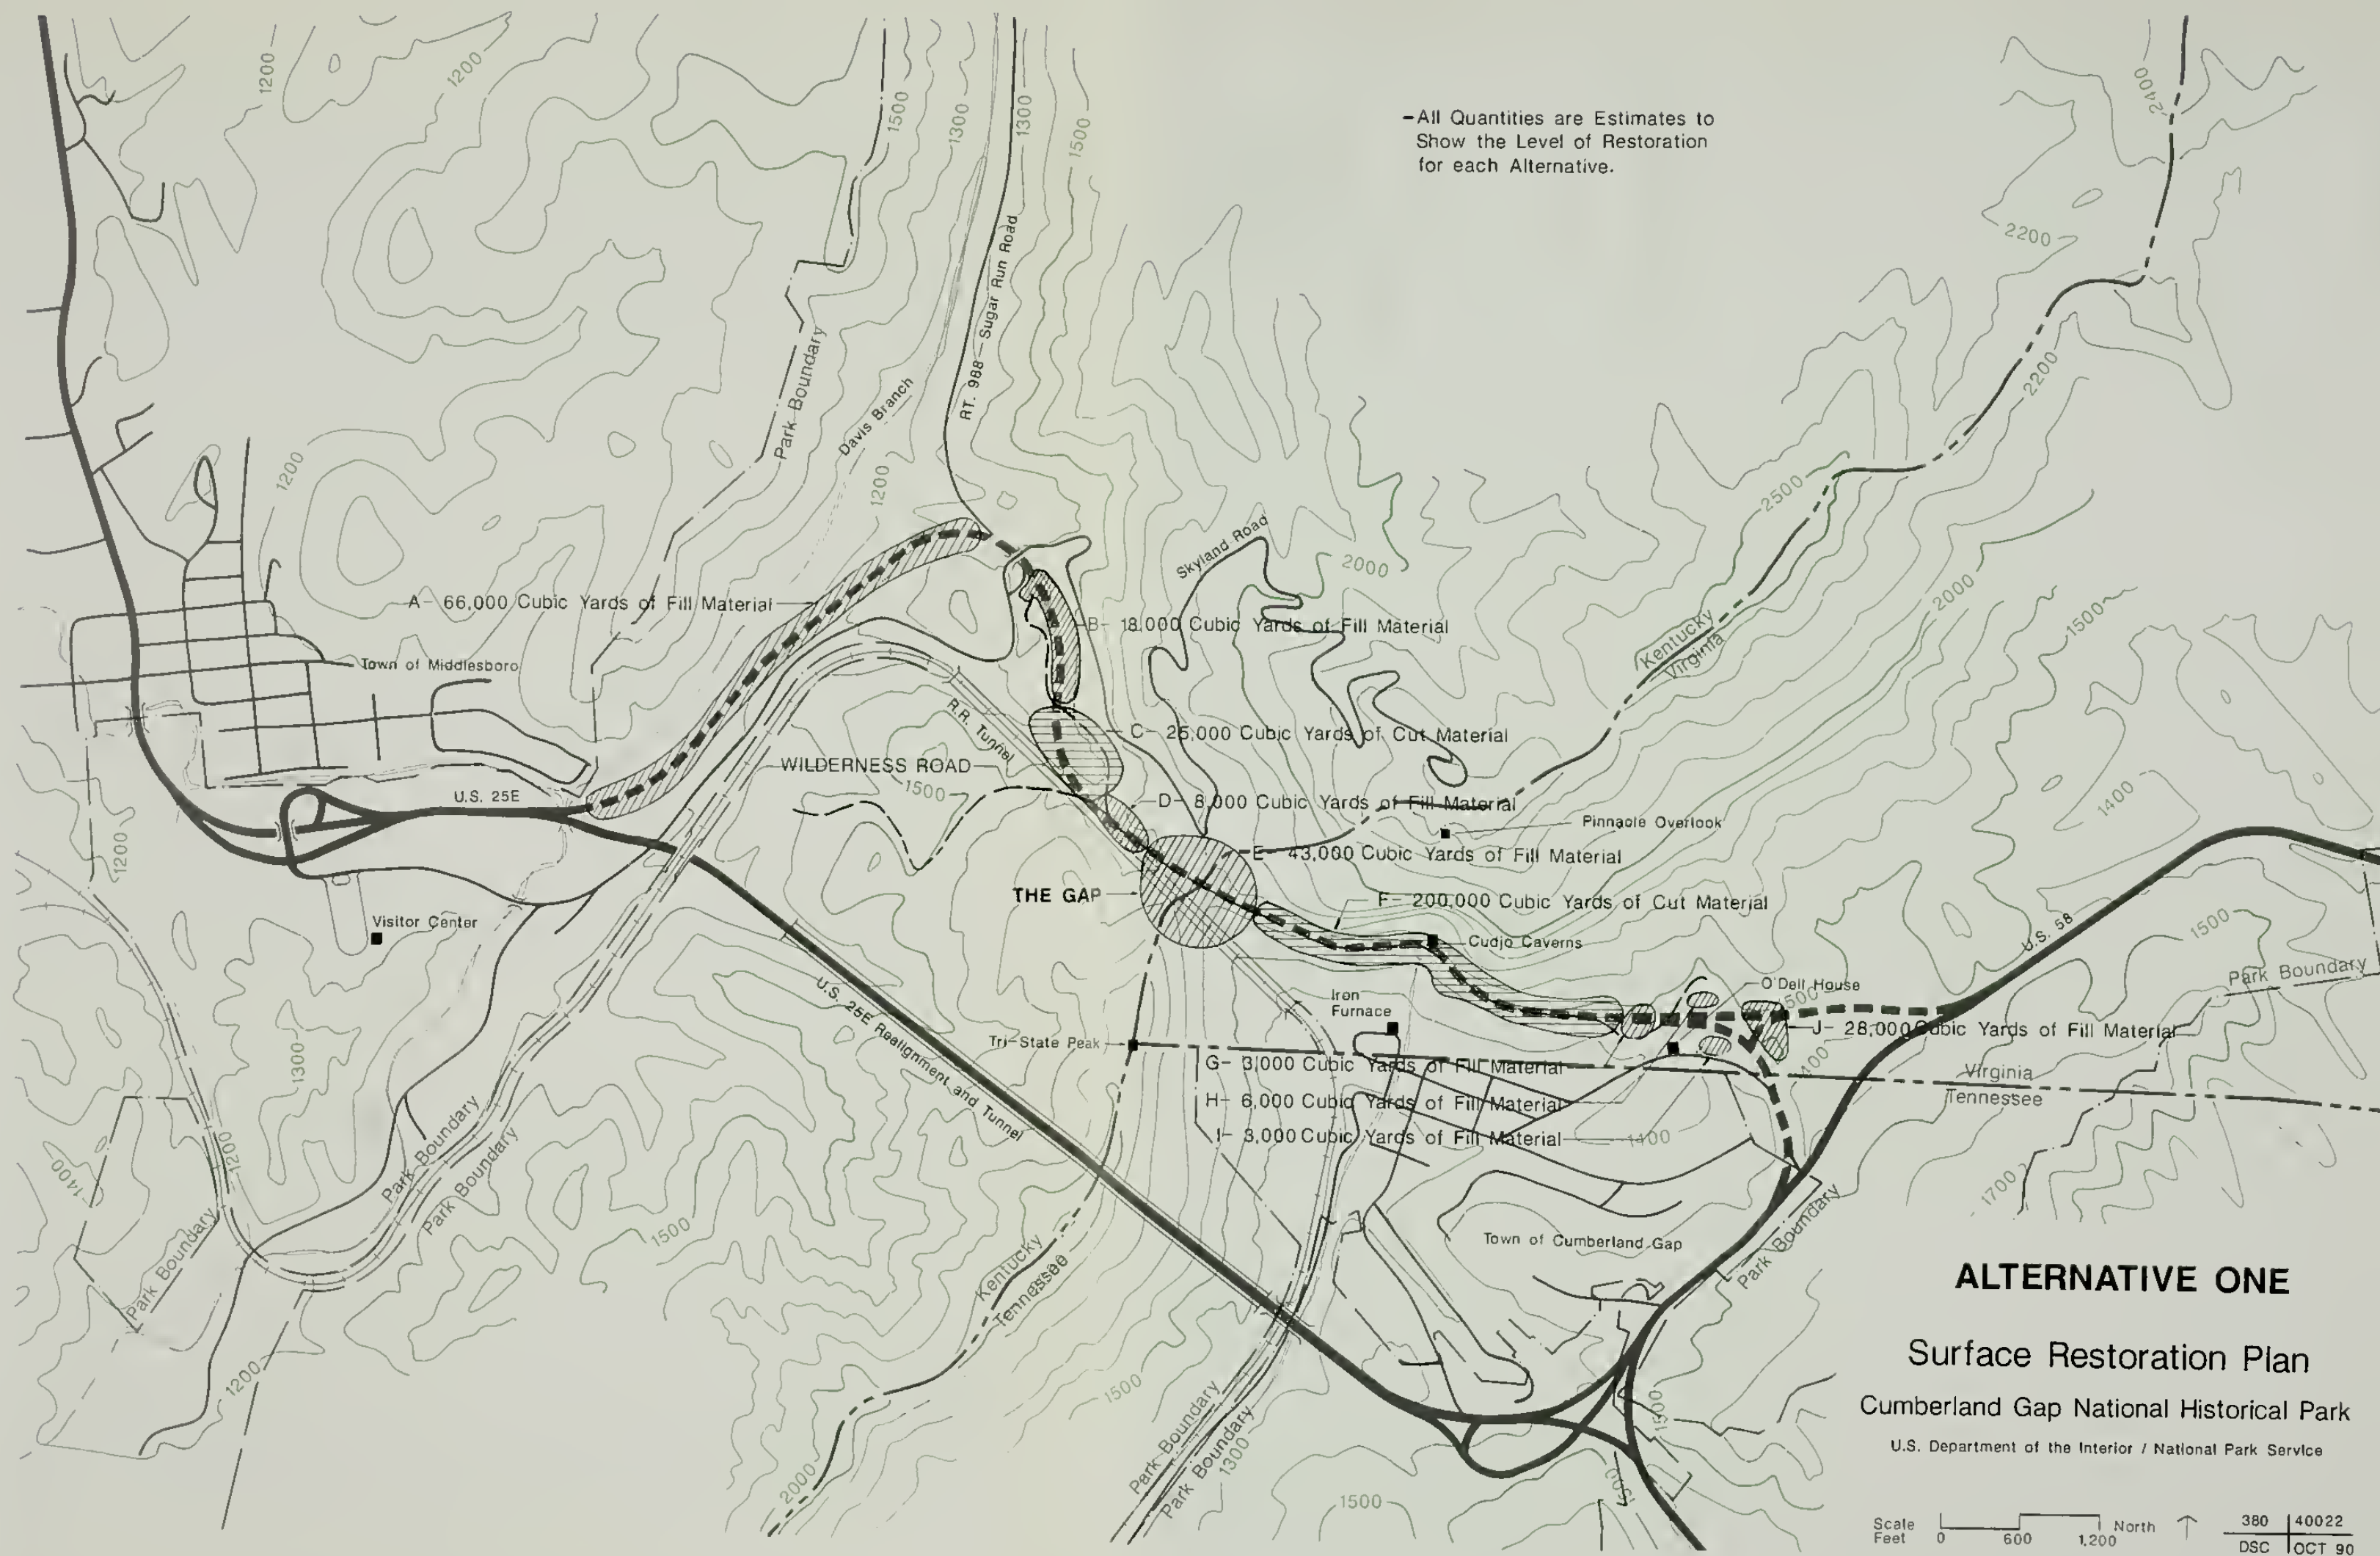 -All Quantities are Estimates to
Show the Level of Restoration
for each Alternative.
1200
1200
1500
1300
1300
1500
2400
2200
RT. 988 - Sugar Run Road
Park Boundary
Davis Branch
1200
1200
2200
2500
Skyland Road
2000
2000
1500
A- 66,000 Cubic Yards of Fill Material
B- 18,000 Cubic Yards of Fill Material
Kentucky
Virginia
Town of Middlesboro
R.R. Tunnel
C- 25,000 Cubic Yards of Cut Material
WILDERNESS ROAD
1500
U.S. 25E
D- 8,000 Cubic Yards of Fill Material
1400
Pinnacle Overlook
1200
E- 43,000 Cubic Yards of Fill Material
THE GAP
F- 200,000 Cubic Yards of Cut Material
Visitor Center
Cudjo Caverns
U.S. 58
1500
Park Boundary
O'Dell House
1500
Iron
Furnace
J- 28,000 Cubic Yards of Fill Material
U.S. 25E Realignment and Tunnel
Tri-State Peak
1300
G- 3,000 Cubic Yards of Fill Material
1400
Virginia
Tennessee
H- 6,000 Cubic Yards of Fill Material
I- 3,000 Cubic Yards of Fill Material
1400
1200
1400
Park Boundary
Park Boundary
1700
Park Boundary
1500
Kentucky
Tennessee
Town of Cumberland Gap
Park Boundary
1200
1500
1500
Park Boundary
Park Boundary
1300
2000
1500
1500
ALTERNATIVE ONE
Surface Restoration Plan
Cumberland Gap National Historical Park
U.S. Department of the Interior / National Park Service
Scale
Feet
0 600 1,200
North
380 40022
DSC OCT 90